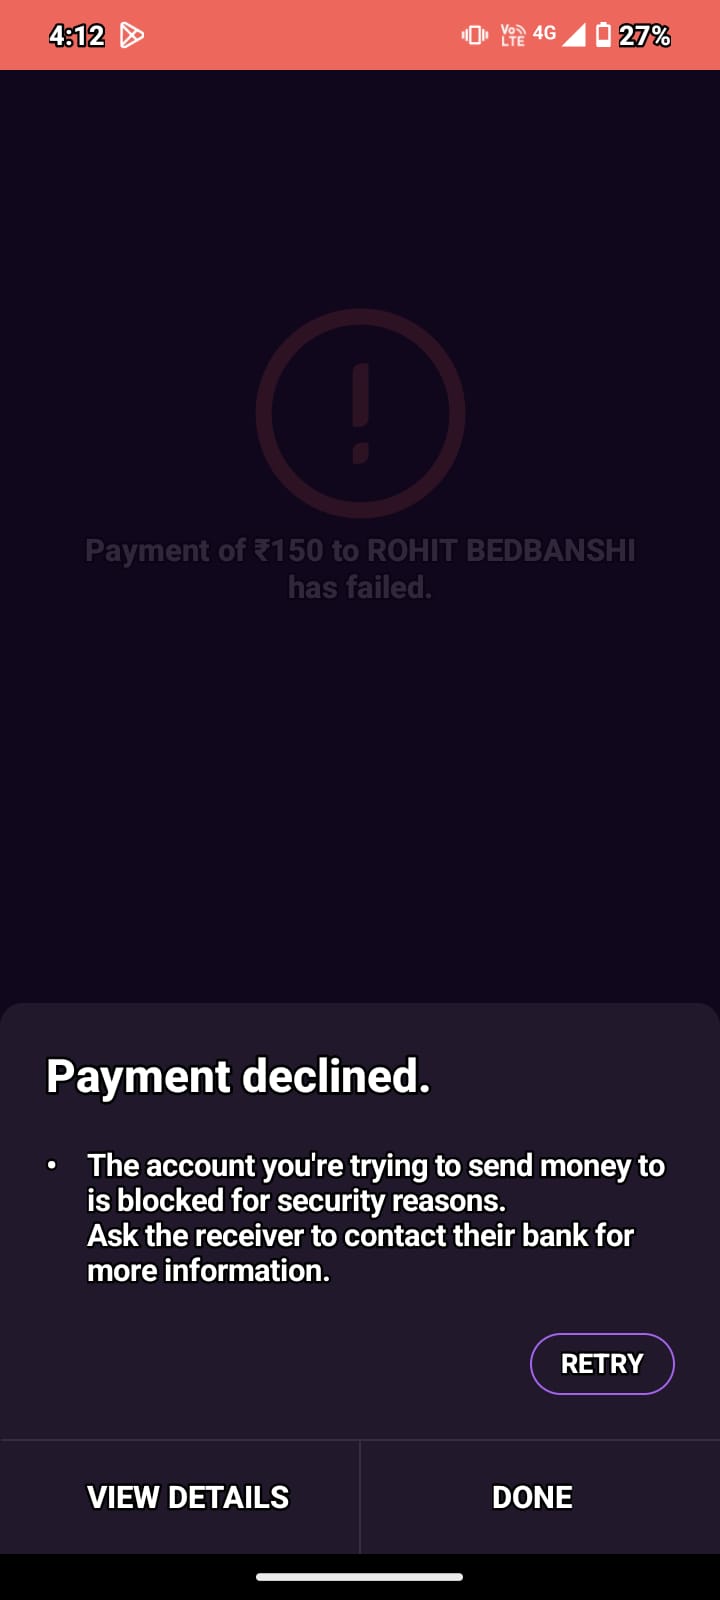 4:12 VoLTE 4G 27%
Payment of ₹150 to ROHIT BEDBANSHI
has failed.
Payment declined.
• The account you're trying to send money to
is blocked for security reasons.
Ask the receiver to contact their bank for
more information.
RETRY
VIEW DETAILS
DONE